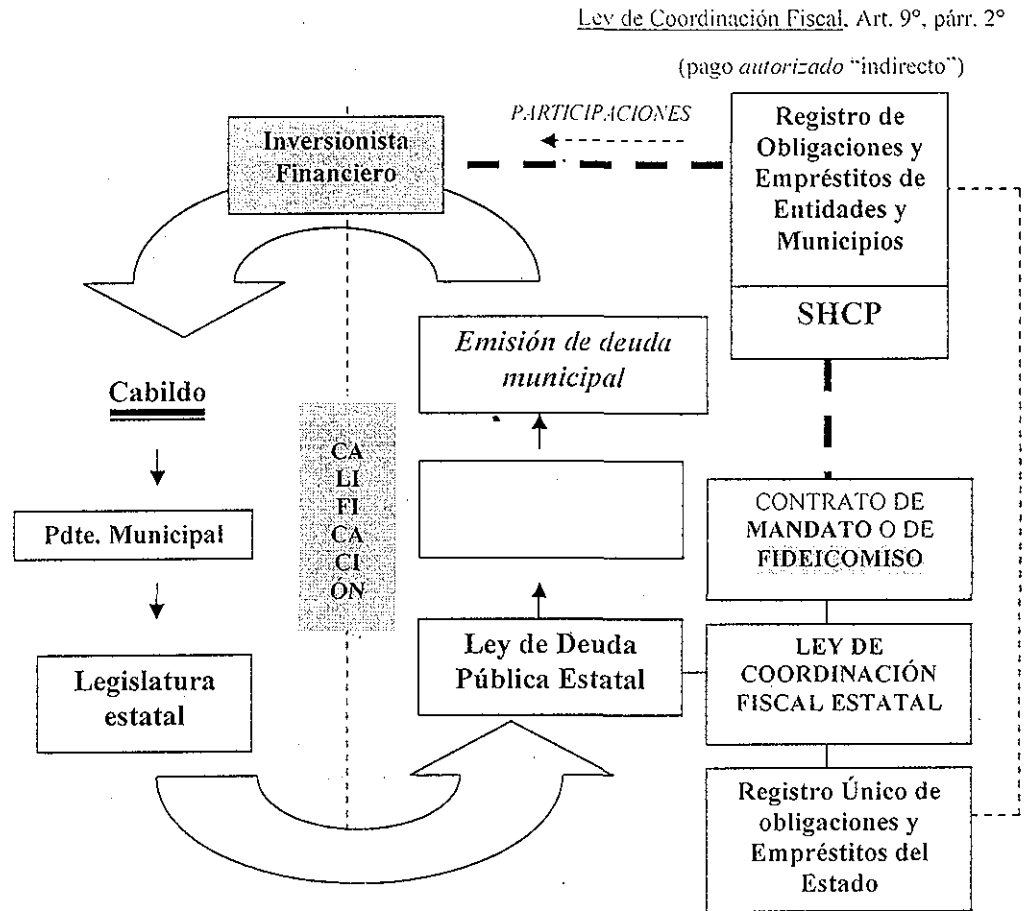 Ley de Coordinación Fiscal, Art. 9°, párr. 2°
(pago autorizado “indirecto”)
PARTICIPACIONES
Inversionista
Financiero
Registro de
Obligaciones y
Empréstitos de
Entidades y
Municipios
SHCP
Emisión de deuda
municipal
Cabildo
CA
LI
FI
CA
CI
ÓN
Pdte. Municipal
CONTRATO DE
MANDATO O DE
FIDEICOMISO
Legislatura
estatal
Ley de Deuda
Pública Estatal
LEY DE
COORDINACIÓN
FISCAL ESTATAL
Registro Único de
obligaciones y
Empréstitos del
Estado